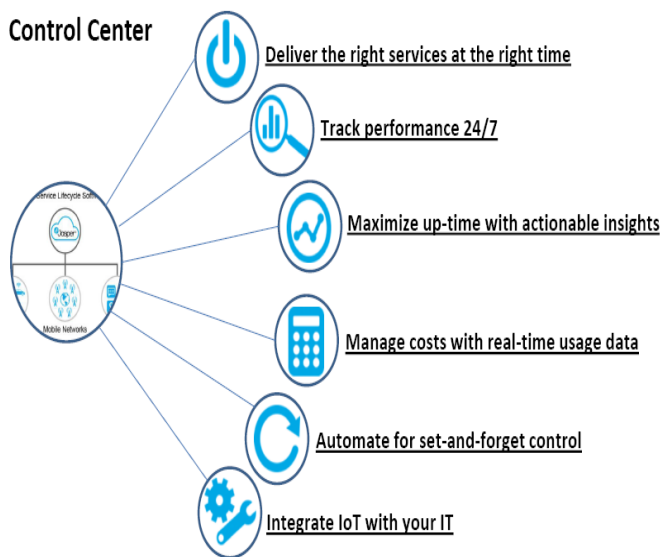 Control Center
Deliver the right services at the right time
Track performance 24/7
Service Lifecycle
Jasper
Maximize up-time with actionable insights
Mobile Networks
Manage costs with real-time usage data
Automate for set-and-forget control
Integrate IoT with your IT